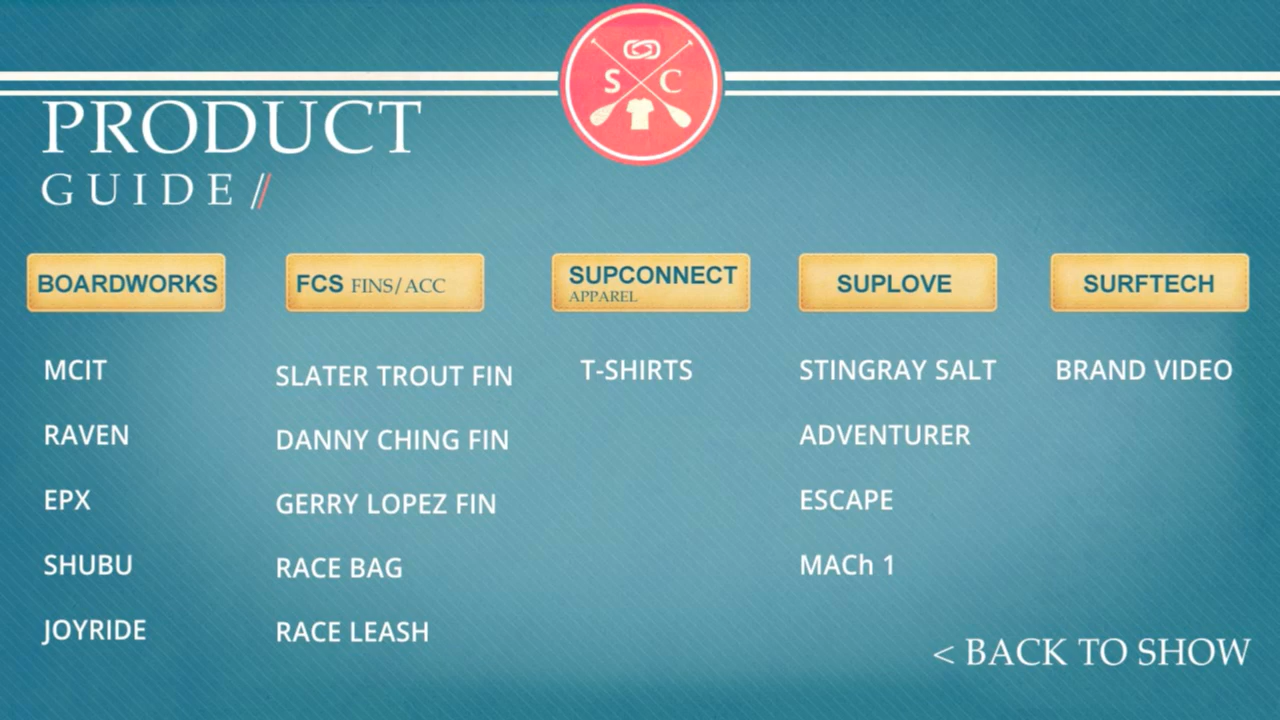 S C
PRODUCT
GUIDE //
BOARDWORKS
MCIT
RAVEN
EPX
SHUBU
JOYRIDE
FCS FINS/ACC
SLATER TROUT FIN
DANNY CHING FIN
GERRY LOPEZ FIN
RACE BAG
RACE LEASH
SUPCONNECT
APPAREL
T-SHIRTS
SUPLOVE
STINGRAY SALT
ADVENTURER
ESCAPE
MACh 1
SURFTECH
BRAND VIDEO
< BACK TO SHOW